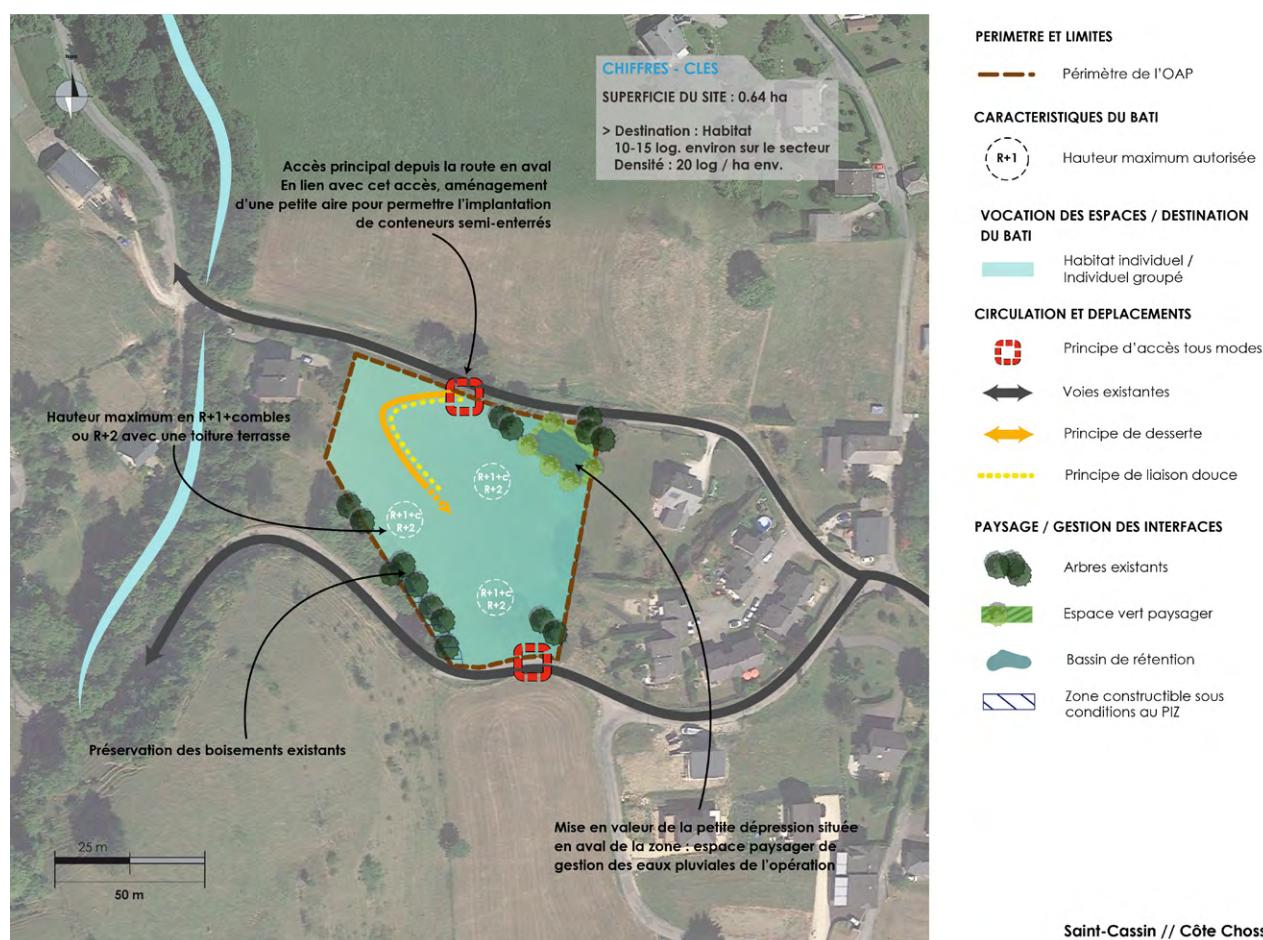 CHIFFRES - CLES
SUPERFICIE DU SITE : 0.64 ha
> Destination : Habitat
10-15 log. environ sur le secteur
Densité : 20 log / ha env.
Accès principal depuis la route en aval
En lien avec cet accès, aménagement
d'une petite aire pour permettre l'implantation
de conteneurs semi-enterrés
Hauteur maximum en R+1+combles
ou R+2 avec une toiture terrasse
R+1+c
R+2
R+1+c
R+2
R+1+c
R+2
Préservation des boisements existants
Mise en valeur de la petite dépression située
en aval de la zone : espace paysager de
gestion des eaux pluviales de l'opération
25 m
50 m
PERIMETRE ET LIMITES
Périmètre de l'OAP
CARACTERISTIQUES DU BATI
R+1
Hauteur maximum autorisée
VOCATION DES ESPACES / DESTINATION
DU BATI
Habitat individuel /
Individuel groupé
CIRCULATION ET DEPLACEMENTS
Principe d'accès tous modes
Voies existantes
Principe de desserte
Principe de liaison douce
PAYSAGE / GESTION DES INTERFACES
Arbres existants
Espace vert paysager
Bassin de rétention
Zone constructible sous
conditions au PIZ
Saint-Cassin // Côte Choss